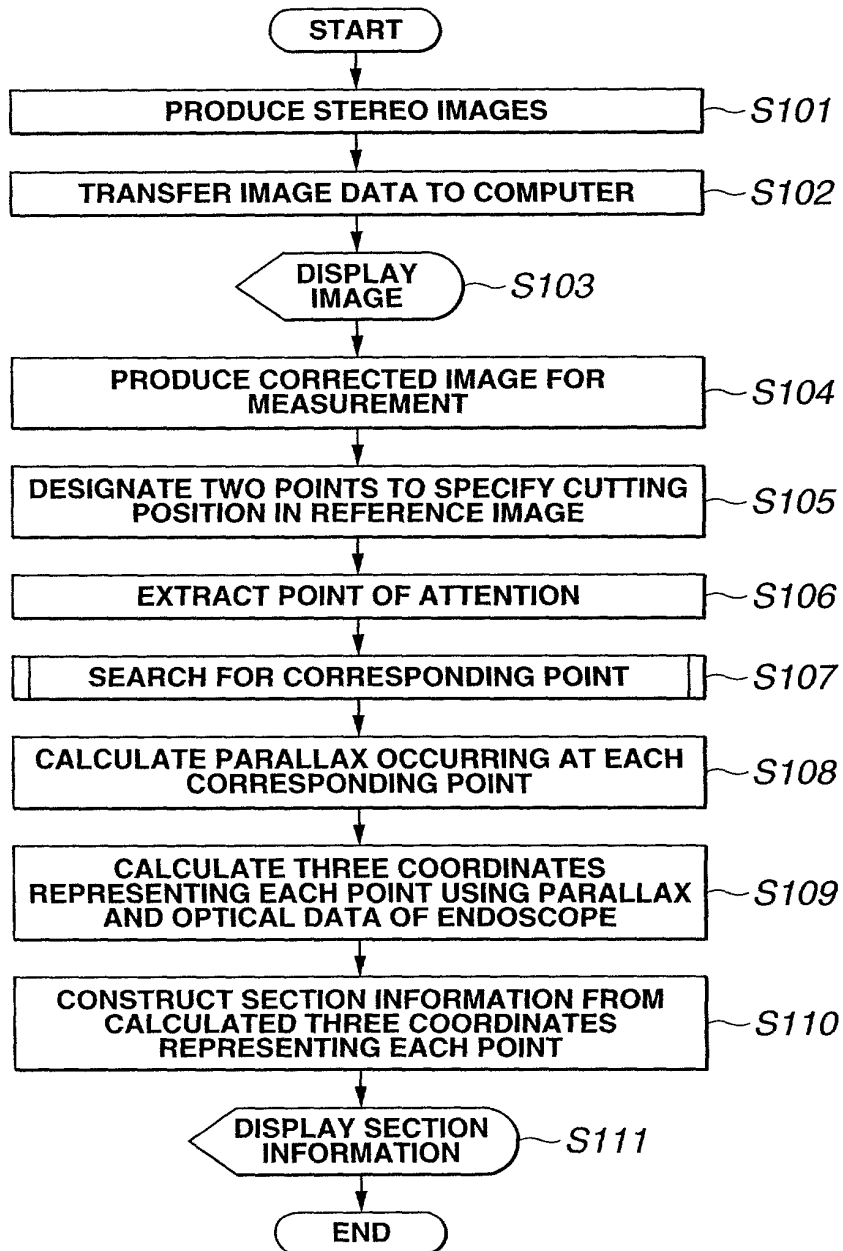 START
PRODUCE STEREO IMAGES
S101
TRANSFER IMAGE DATA TO COMPUTER
S102
DISPLAY
IMAGE
S103
PRODUCE CORRECTED IMAGE FOR
MEASUREMENT
S104
DESIGNATE TWO POINTS TO SPECIFY CUTTING
POSITION IN REFERENCE IMAGE
S105
EXTRACT POINT OF ATTENTION
S106
SEARCH FOR CORRESPONDING POINT
S107
CALCULATE PARALLAX OCCURRING AT EACH
CORRESPONDING POINT
S108
CALCULATE THREE COORDINATES
REPRESENTING EACH POINT USING PARALLAX
AND OPTICAL DATA OF ENDOSCOPE
S109
CONSTRUCT SECTION INFORMATION FROM
CALCULATED THREE COORDINATES
REPRESENTING EACH POINT
S110
DISPLAY SECTION
INFORMATION
S111
END